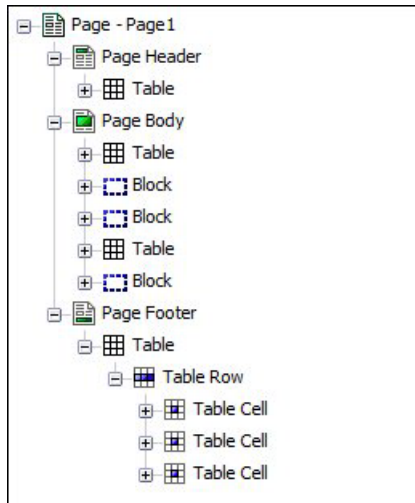 Page - Page1
Page Header
Table
Page Body
Table
Block
Block
Table
Block
Page Footer
Table
Table Row
Table Cell
Table Cell
Table Cell